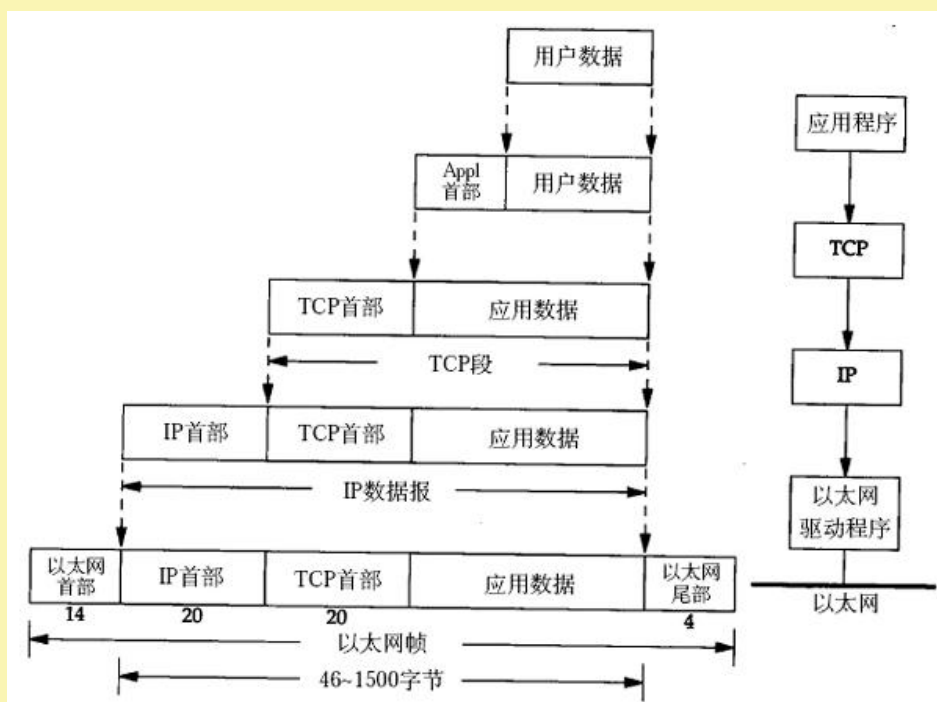 用户数据
应用程序
Appl
首部
用户数据
TCP
TCP首部
应用数据
TCP段
IP
IP首部
TCP首部
应用数据
IP数据报
以太网
驱动程序
以太网
首部
IP首部
TCP首部
应用数据
以太网
尾部
以太网
14
20
20
4
以太网帧
46~1500字节